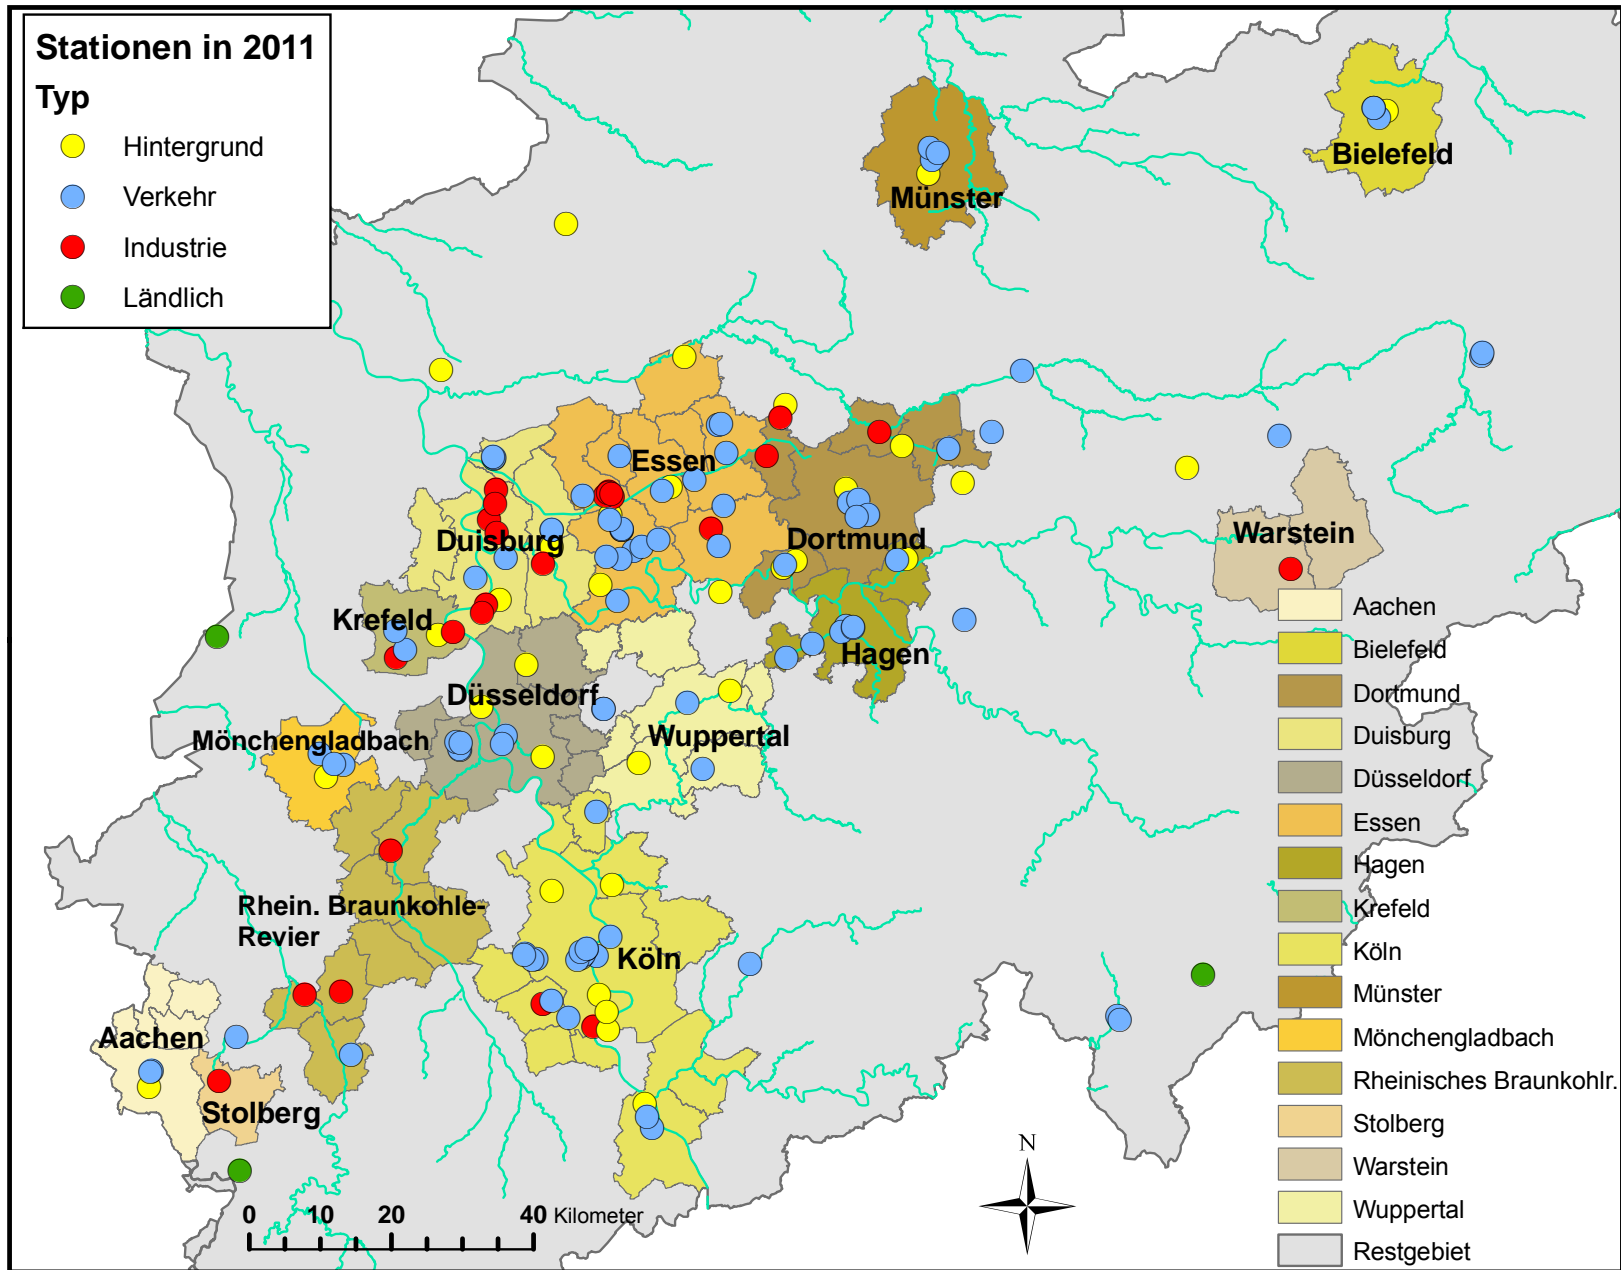 Stationen in 2011
Typ
Hintergrund
Verkehr
Industrie
Ländlich
Bielefeld
Münster
Essen
Duisburg
Dortmund
Warstein
Krefeld
Hagen
Düsseldorf
Mönchengladbach
Wuppertal
Rhein. Braunkohle-
Revier
Köln
Aachen
Stolberg
Aachen
Bielefeld
Dortmund
Duisburg
Düsseldorf
Essen
Hagen
Krefeld
Köln
Münster
Mönchengladbach
Rheinisches Braunkohlr.
Stolberg
Warstein
Wuppertal
Restgebiet
N
0 10 20 40 Kilometer